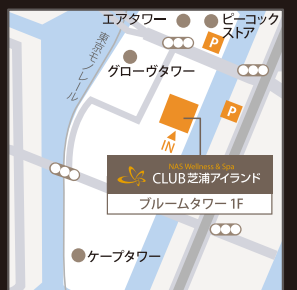 エアタワー
ピーコック
ストア
P
東京モノレール
グローヴタワー
P
IN
NAS Wellness & Spa
CLUB芝浦アイランド
ブルームタワー 1F
ケープタワー